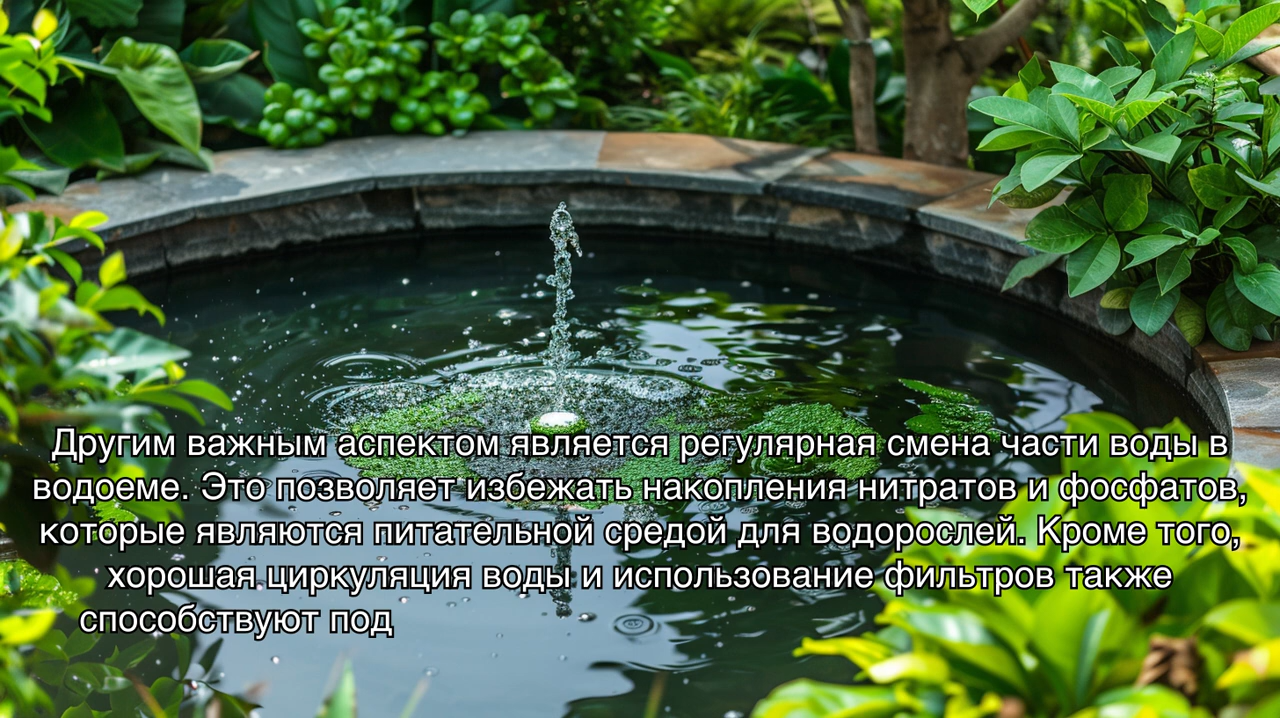 Другим важным аспектом является регулярная смена части воды в
водоеме. Это позволяет избежать накопления нитратов и фосфатов,
которые являются питательной средой для водорослей. Кроме того,
хорошая циркуляция воды и использование фильтров также
способствуют под